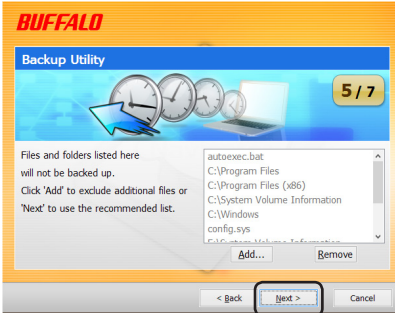 BUFFALO
Backup Utility
5 / 7
Files and folders listed here
will not be backed up.
Click 'Add' to exclude additional files or
'Next' to use the recommended list.
autoexec.bat
C:\Program Files
C:\Program Files (x86)
C:\System Volume Information
C:\Windows
config.sys
Add...
Remove
< Back
Next >
Cancel